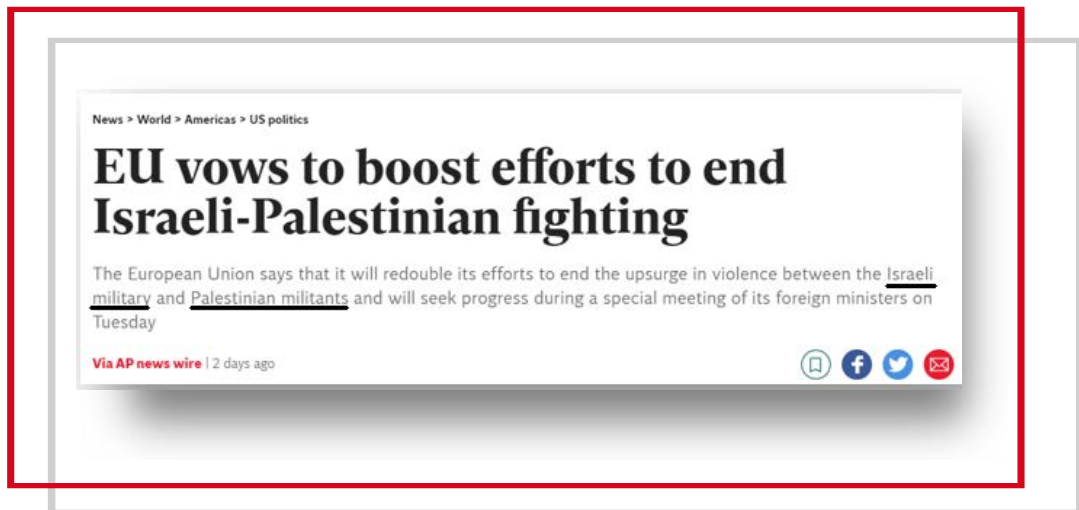 News > World > Americas > US politics
EU vows to boost efforts to end
Israeli-Palestinian fighting
The European Union says that it will redouble its efforts to end the upsurge in violence between the Israeli
military and Palestinian militants and will seek progress during a special meeting of its foreign ministers on
Tuesday
Via AP news wire | 2 days ago